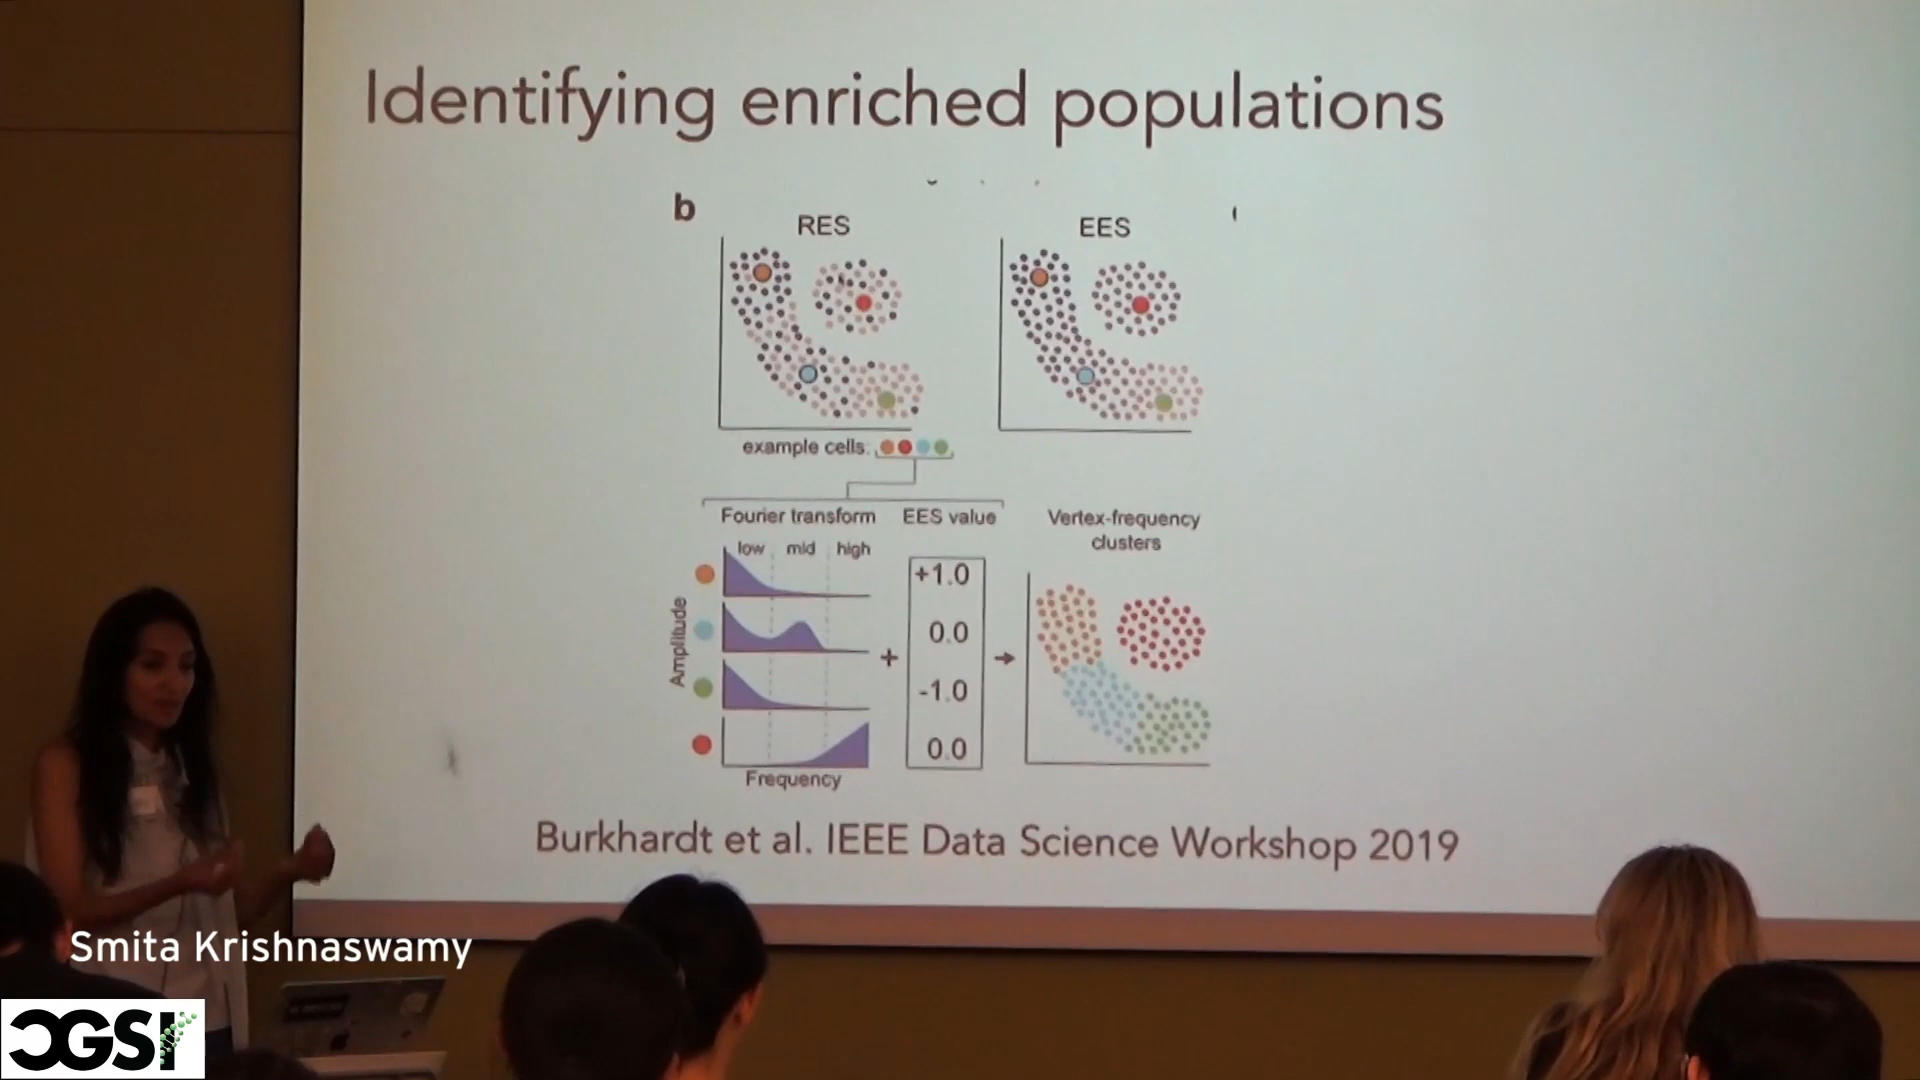 Identifying enriched populations
b
RES
EES
example cells:
Fourier transform
EES value
Vertex-frequency
clusters
low
mid
high
Amplitude
+1.0
0.0
+
-1.0
0.0
Frequency
Burkhardt et al. IEEE Data Science Workshop 2019
Smita Krishnaswamy
CGSI